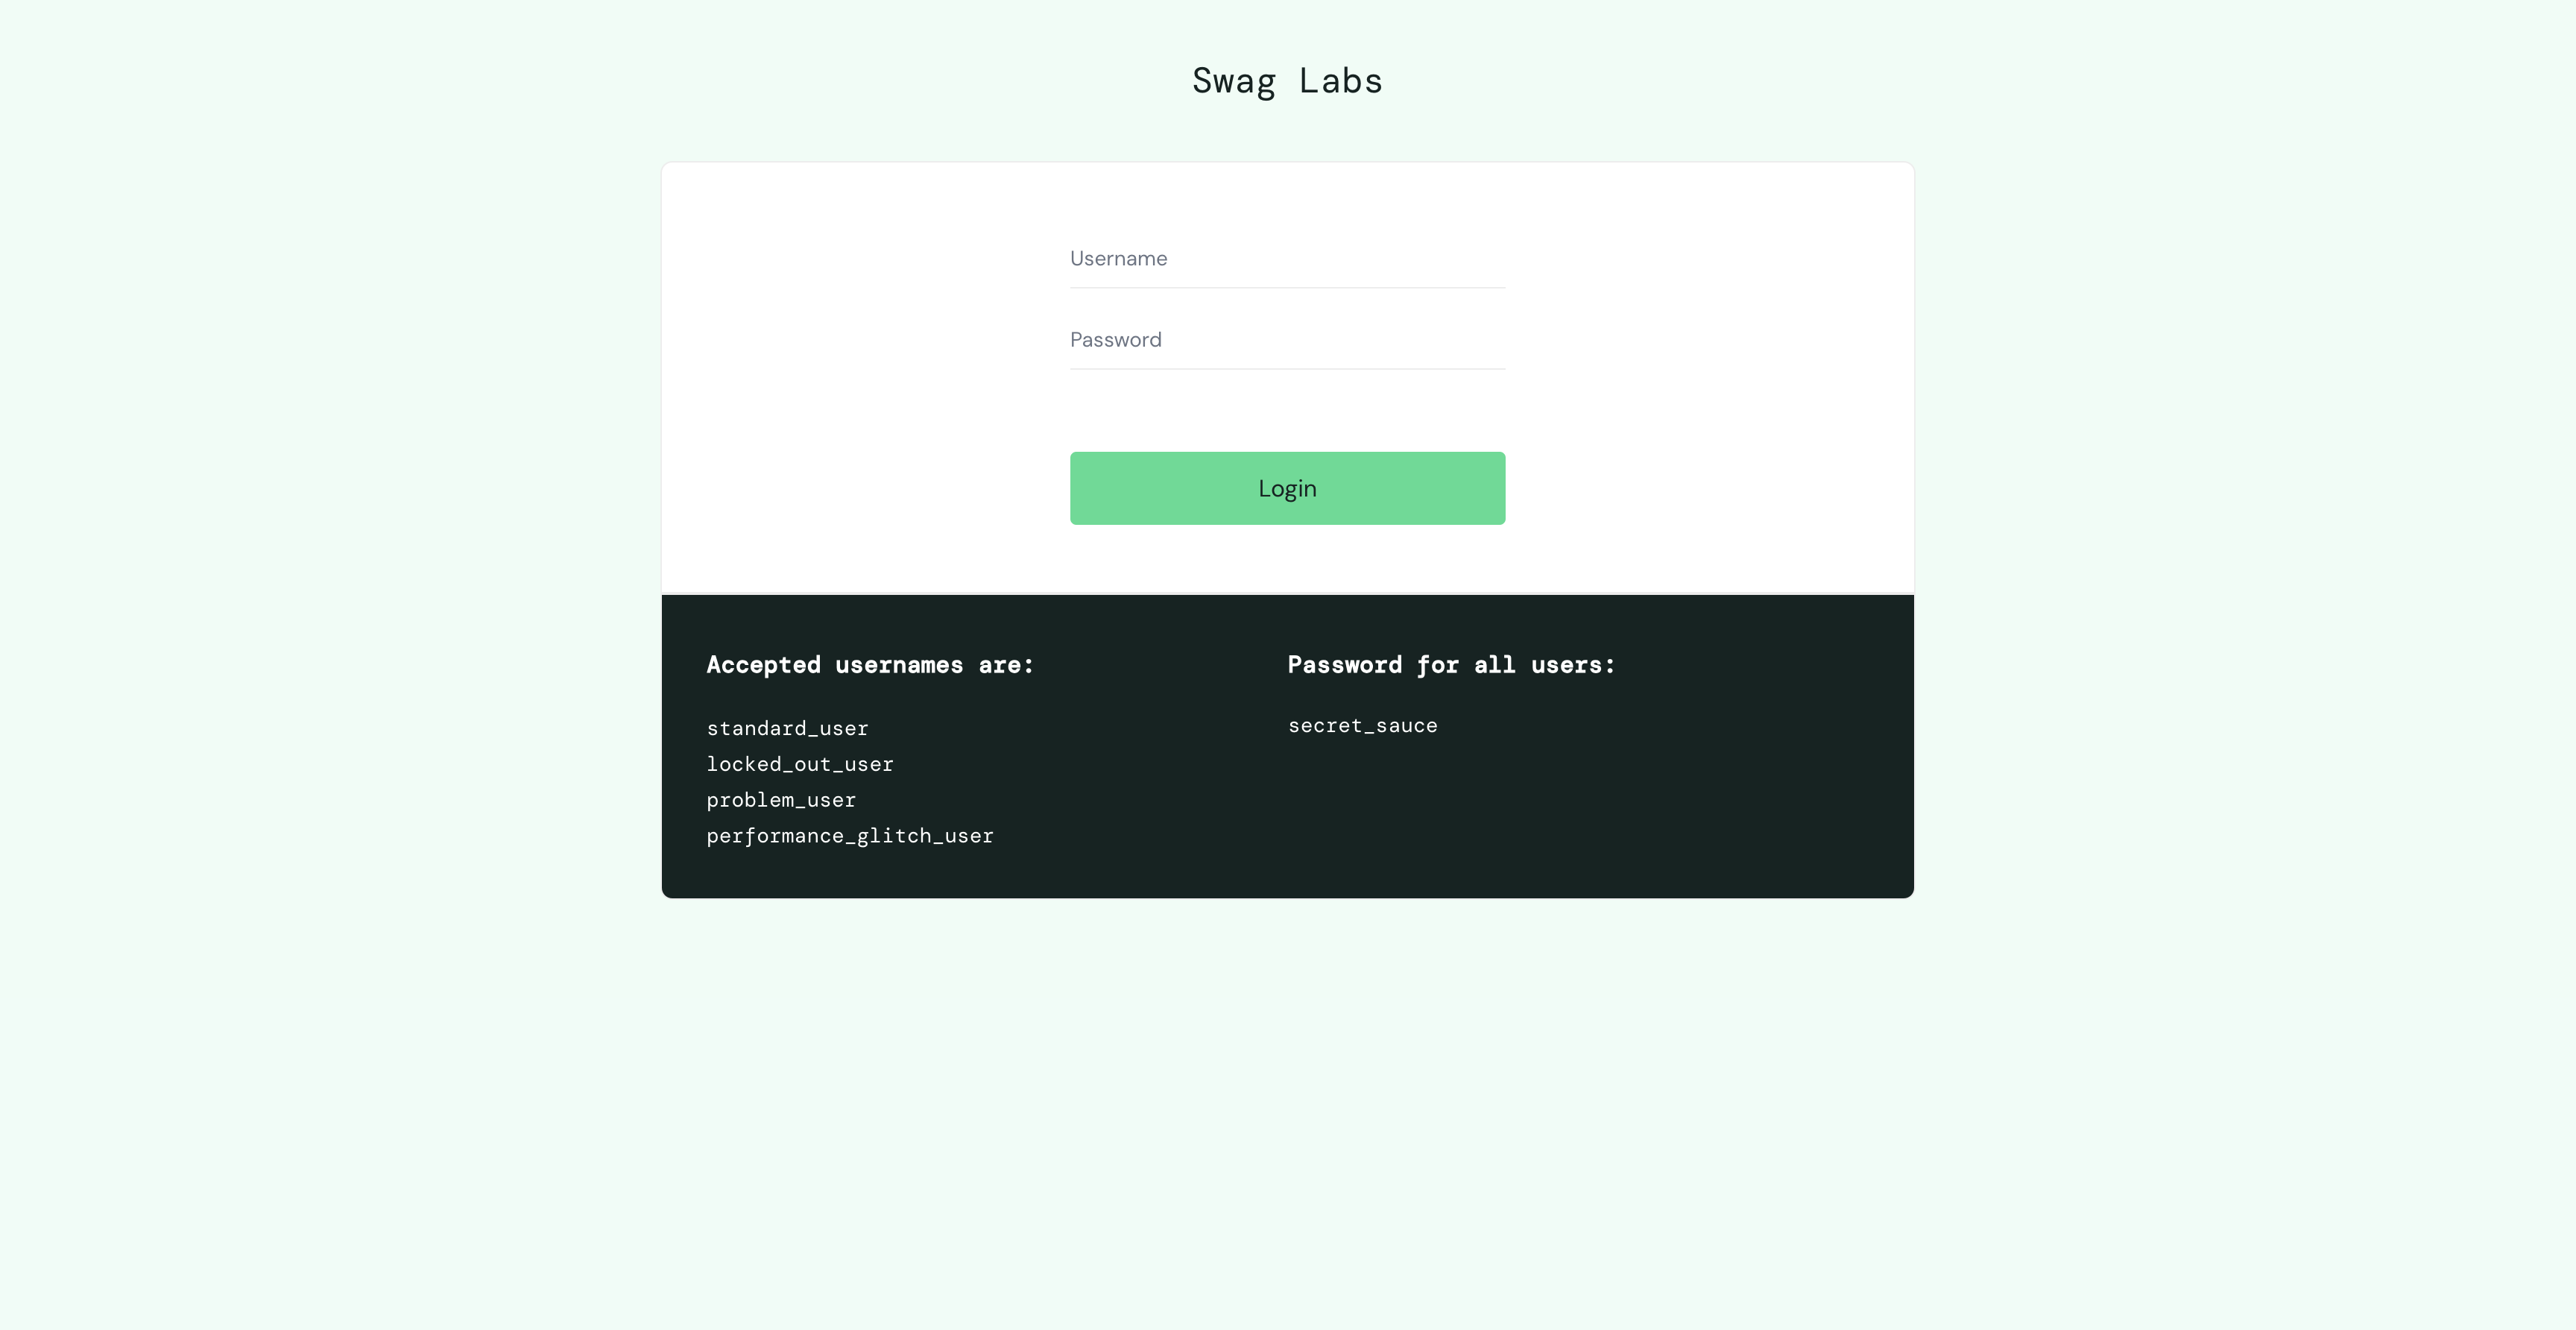 Swag Labs
Username
Password
Login
Accepted usernames are:
standard_user
locked_out_user
problem_user
performance_glitch_user
Password for all users:
secret_sauce